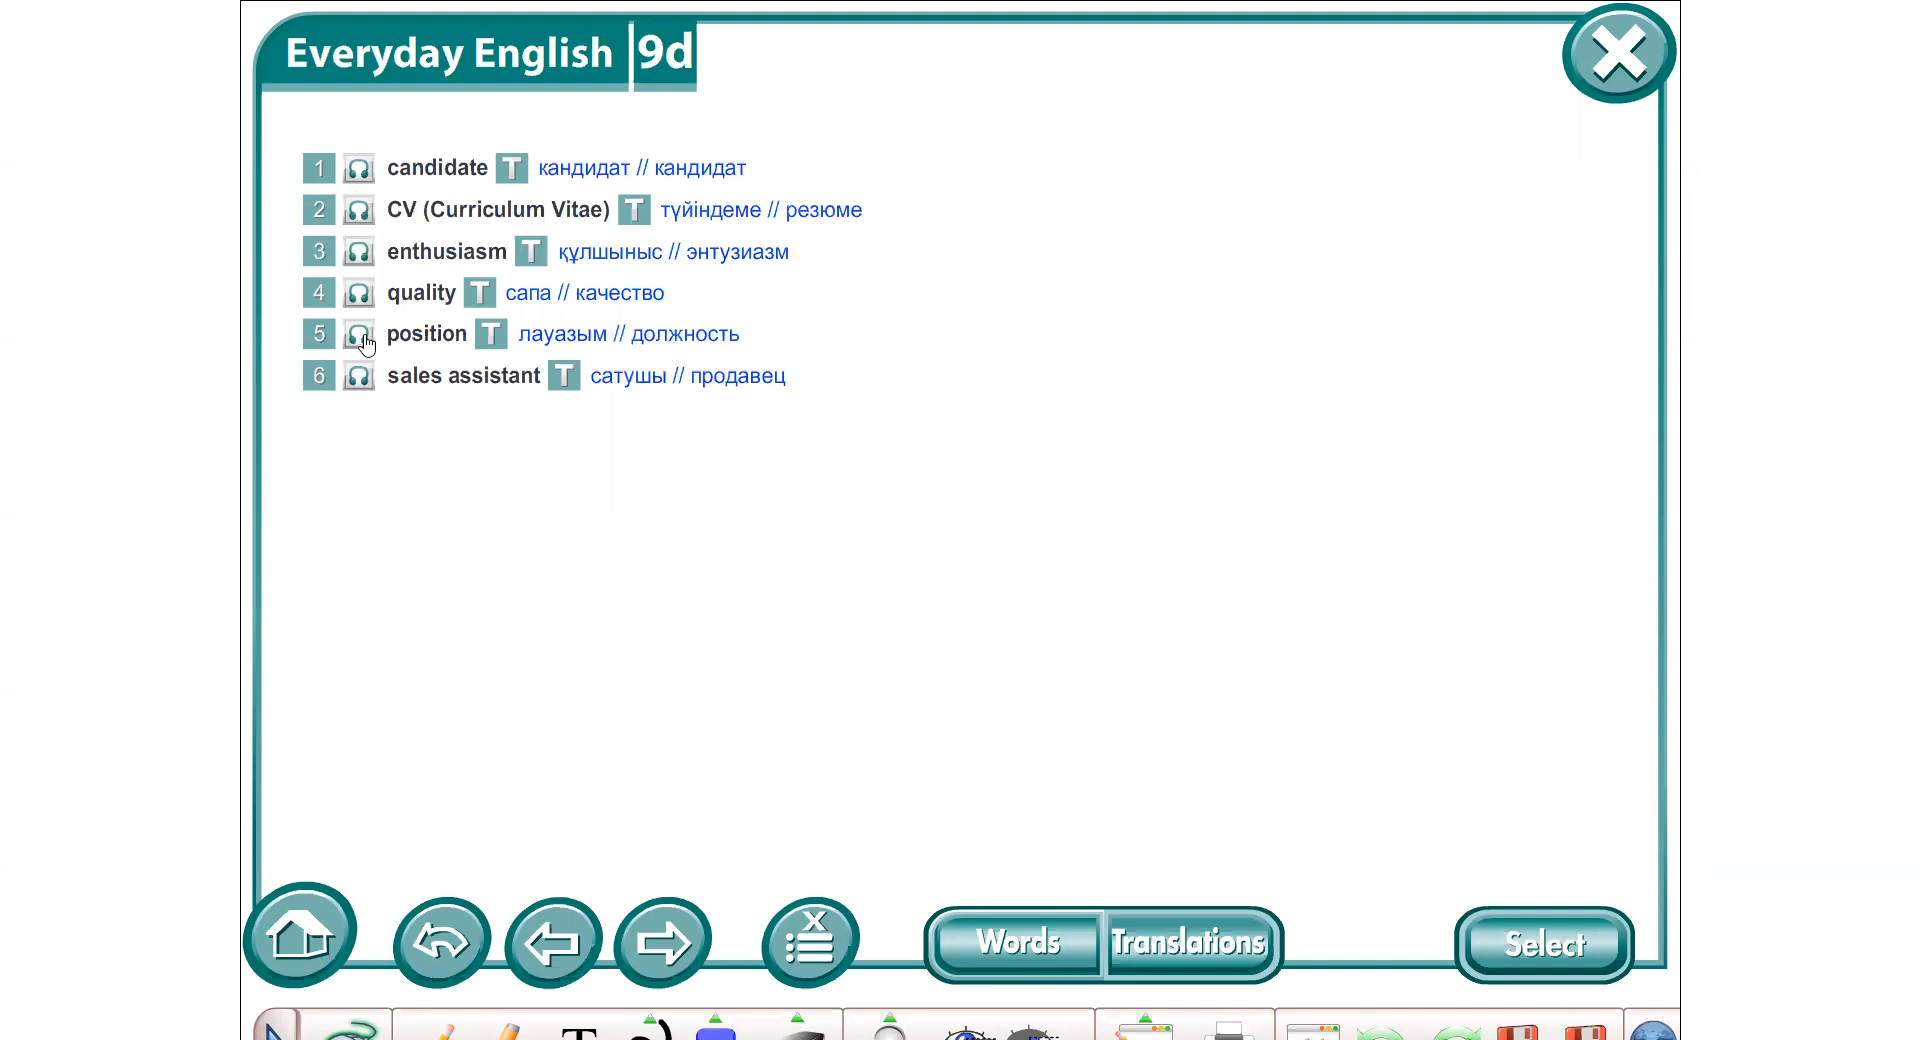 Everyday English 9d
1 candidate T кандидат // кандидат
2 CV (Curriculum Vitae) T түйіндеме // резюме
3 enthusiasm T құлшыныс // энтузиазм
4 quality T сапа // качество
5 position T лауазым // должность
6 sales assistant T сатушы // продавец
X
Words Translations Select
T